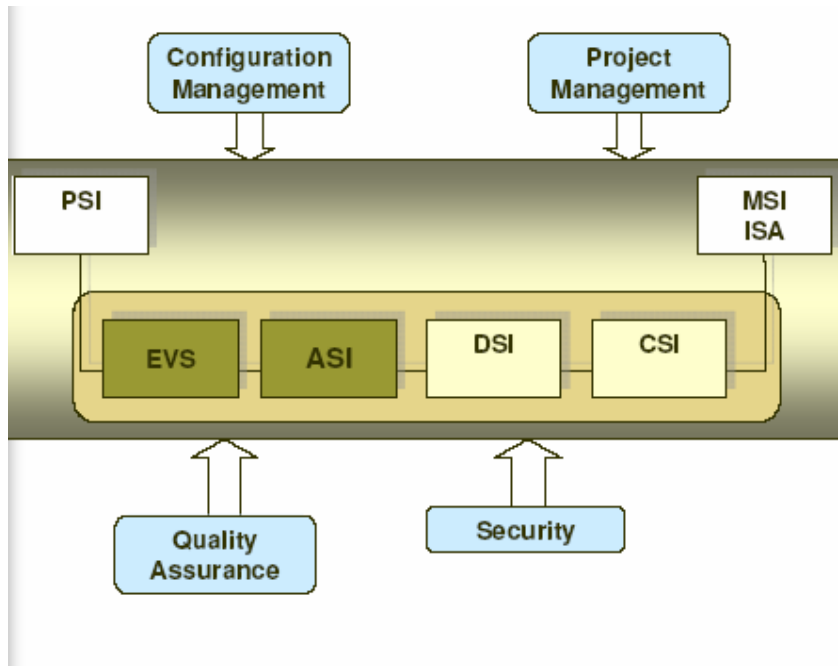 Configuration
Management
Project
Management
PSI
MSI
ISA
EVS
ASI
DSI
CSI
Quality
Assurance
Security